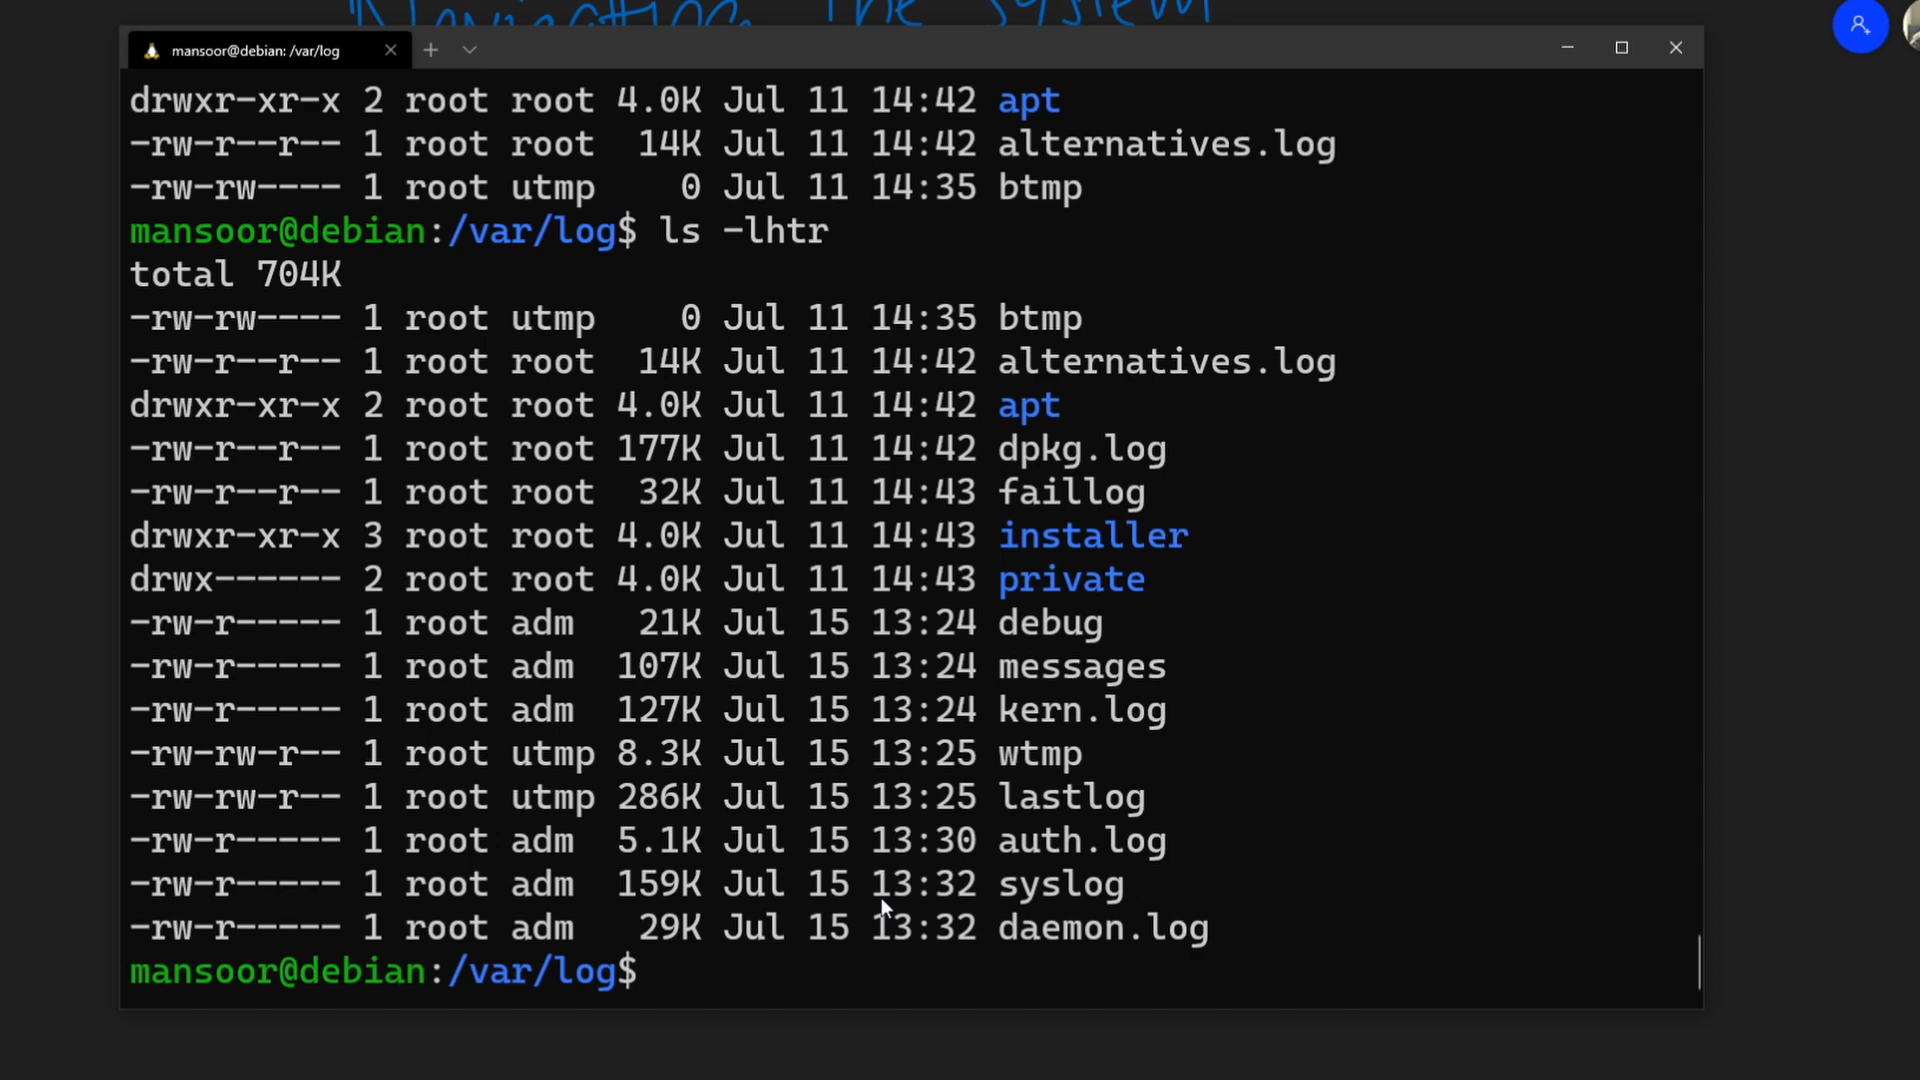 Navigating The System
mansoor@debian: /var/log
drwxr-xr-x 2 root root 4.0K Jul 11 14:42 apt
-rw-r--r-- 1 root root  14K Jul 11 14:42 alternatives.log
-rw-rw---- 1 root utmp    0 Jul 11 14:35 btmp
mansoor@debian:/var/log$ ls -lhtr
total 704K
-rw-rw---- 1 root utmp    0 Jul 11 14:35 btmp
-rw-r--r-- 1 root root  14K Jul 11 14:42 alternatives.log
drwxr-xr-x 2 root root 4.0K Jul 11 14:42 apt
-rw-r--r-- 1 root root 177K Jul 11 14:42 dpkg.log
-rw-r--r-- 1 root root  32K Jul 11 14:43 faillog
drwxr-xr-x 3 root root 4.0K Jul 11 14:43 installer
drwx------ 2 root root 4.0K Jul 11 14:43 private
-rw-r----- 1 root adm   21K Jul 15 13:24 debug
-rw-r----- 1 root adm  107K Jul 15 13:24 messages
-rw-r----- 1 root adm  127K Jul 15 13:24 kern.log
-rw-rw-r-- 1 root utmp 8.3K Jul 15 13:25 wtmp
-rw-rw-r-- 1 root utmp 286K Jul 15 13:25 lastlog
-rw-r----- 1 root adm  5.1K Jul 15 13:30 auth.log
-rw-r----- 1 root adm  159K Jul 15 13:32 syslog
-rw-r----- 1 root adm   29K Jul 15 13:32 daemon.log
mansoor@debian:/var/log$